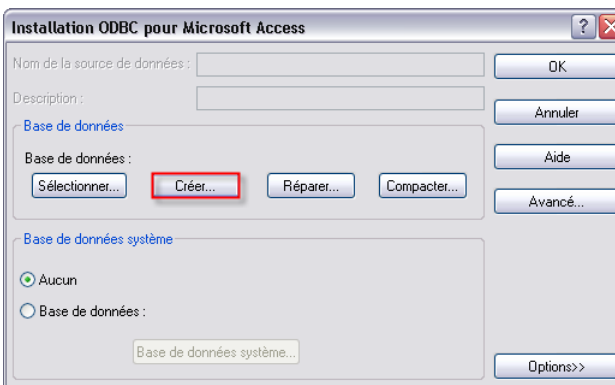 Installation ODBC pour Microsoft Access
Nom de la source de données :
OK
Description :
Annuler
Base de données
Base de données :
Aide
Sélectionner...
Créer...
Réparer...
Compacter...
Avancé...
Base de données système
Aucun
Base de données :
Base de données système...
Options>>